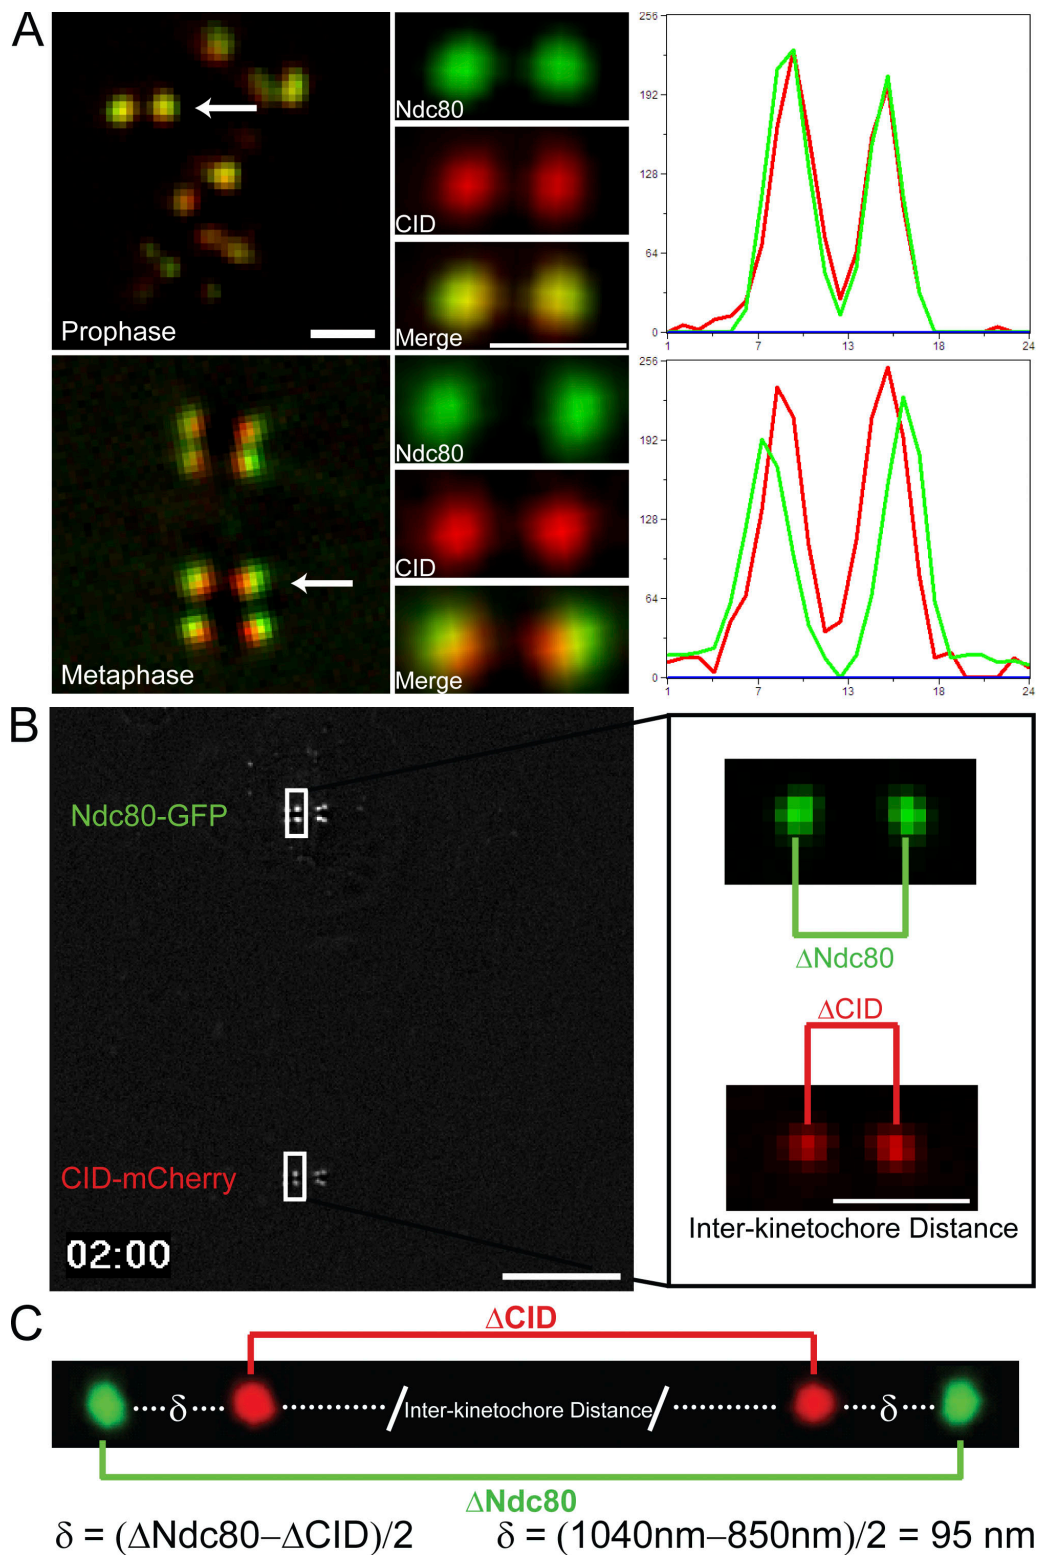 A
Ndc80
CID
Merge
Prophase
256
192
128
64
0
1
7
13
18
24
Ndc80
CID
Merge
Metaphase
256
192
128
64
0
1
7
13
18
24
B
Ndc80-GFP
CID-mCherry
02:00
ΔNdc80
ΔCID
Inter-kinetochore Distance
C
ΔCID
δ
Inter-kinetochore Distance
δ
ΔNdc80
δ = (ΔNdc80–ΔCID)/2
δ = (1040nm–850nm)/2 = 95 nm